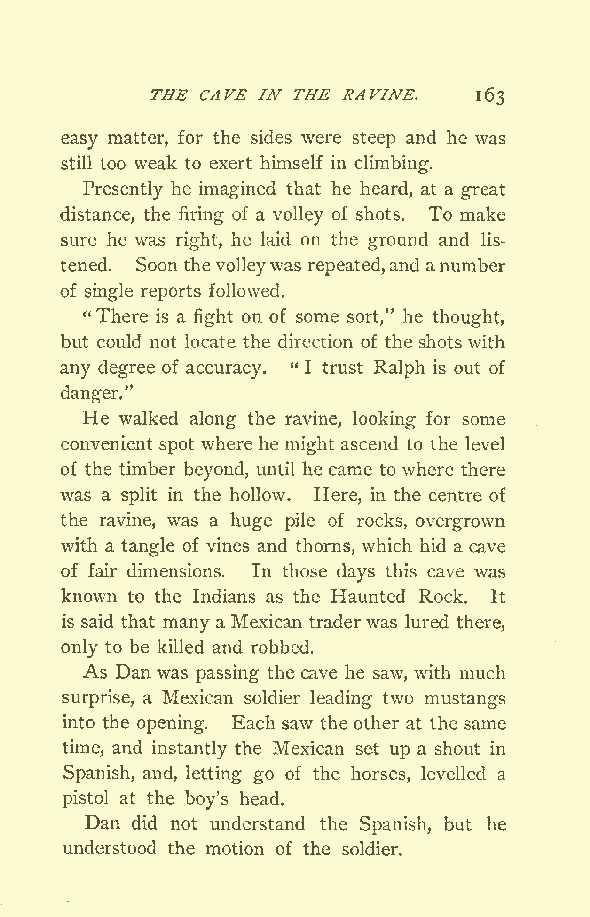 THE CAVE IN THE RAVINE. 163
easy matter, for the sides were steep and he was
still too weak to exert himself in climbing.
Presently he imagined that he heard, at a great
distance, the firing of a volley of shots. To make
sure he was right, he laid on the ground and lis-
tened. Soon the volley was repeated, and a number
of single reports followed.
“There is a fight on of some sort,” he thought,
but could not locate the direction of the shots with
any degree of accuracy. “I trust Ralph is out of
danger.”
He walked along the ravine, looking for some
convenient spot where he might ascend to the level
of the timber beyond, until he came to where there
was a split in the hollow. Here, in the centre of
the ravine, was a huge pile of rocks, overgrown
with a tangle of vines and thorns, which hid a cave
of fair dimensions. In those days this cave was
known to the Indians as the Haunted Rock. It
is said that many a Mexican trader was lured there,
only to be killed and robbed.
As Dan was passing the cave he saw, with much
surprise, a Mexican soldier leading two mustangs
into the opening. Each saw the other at the same
time, and instantly the Mexican set up a shout in
Spanish, and, letting go of the horses, levelled a
pistol at the boy’s head.
Dan did not understand the Spanish, but he
understood the motion of the soldier.